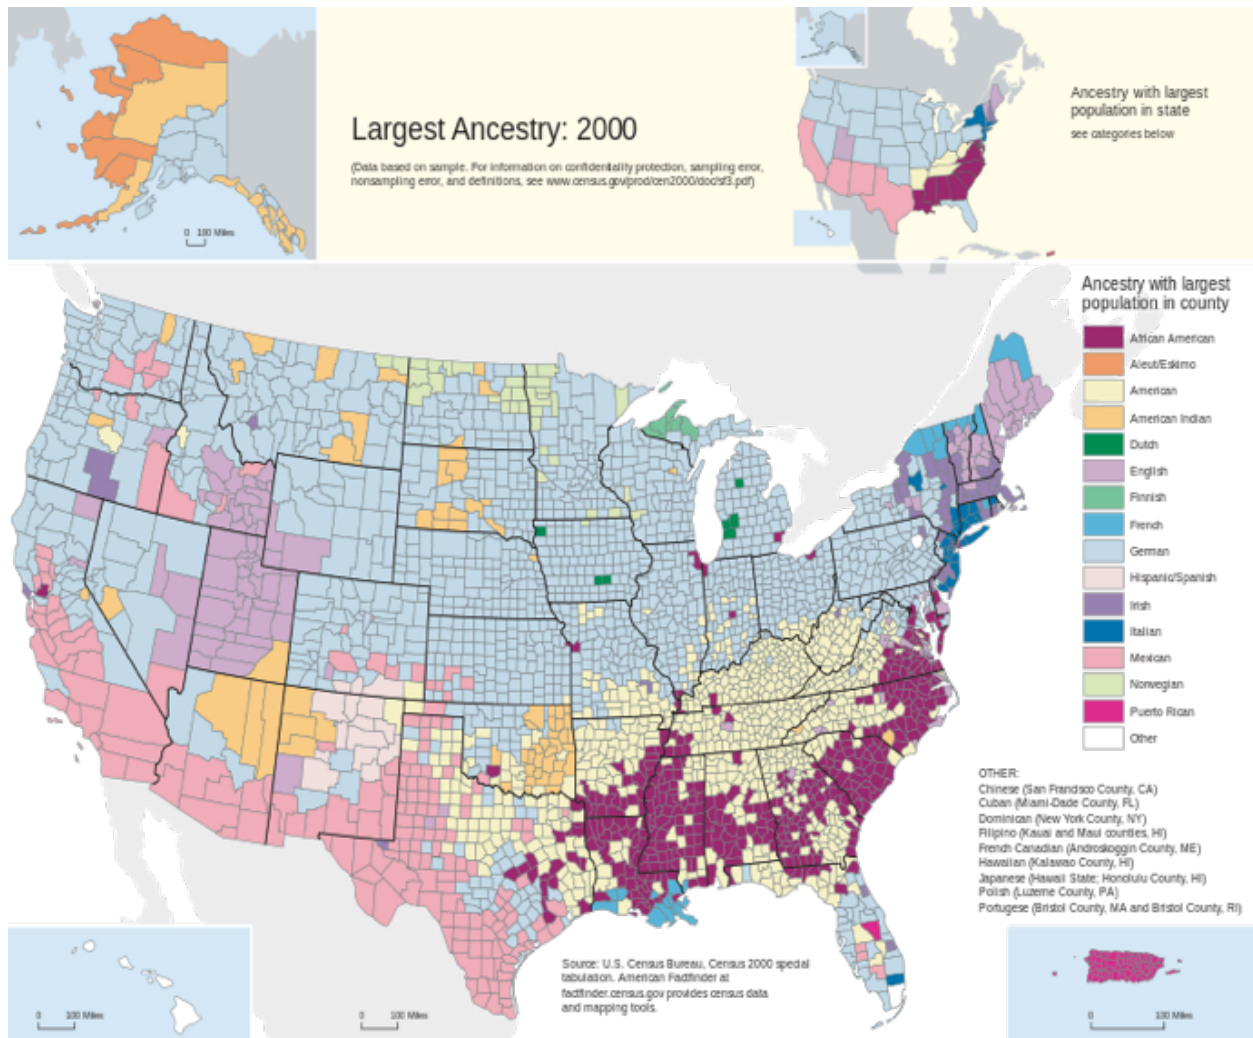 Largest Ancestry: 2000
(Data based on sample. For information on confidentiality protection, sampling error,
nonsampling error, and definitions, see www.census.gov/prod/cen2000/doc/sf3.pdf)
0 100 Miles
Ancestry with largest
population in state
see categories below
Ancestry with largest
population in county
African American
Aleut/Eskimo
American
American Indian
Dutch
English
Finnish
French
German
Hispanic/Spanish
Irish
Italian
Mexican
Norwegian
Puerto Rican
Other
OTHER:
Chinese (San Francisco County, CA)
Cuban (Miami-Dade County, FL)
Dominican (New York County, NY)
Filipino (Kauai and Maui counties, HI)
French Canadian (Androskoggin County, ME)
Hawaiian (Kalawao County, HI)
Japanese (Hawaii State; Honolulu County, HI)
Polish (Luzerne County, PA)
Portugese (Bristol County, MA and Bristol County, RI)
Source: U.S. Census Bureau, Census 2000 special
tabulation. American Factfinder at
factfinder.census.gov provides census data
and mapping tools.
0 100 Miles
0 100 Miles
0 100 Miles